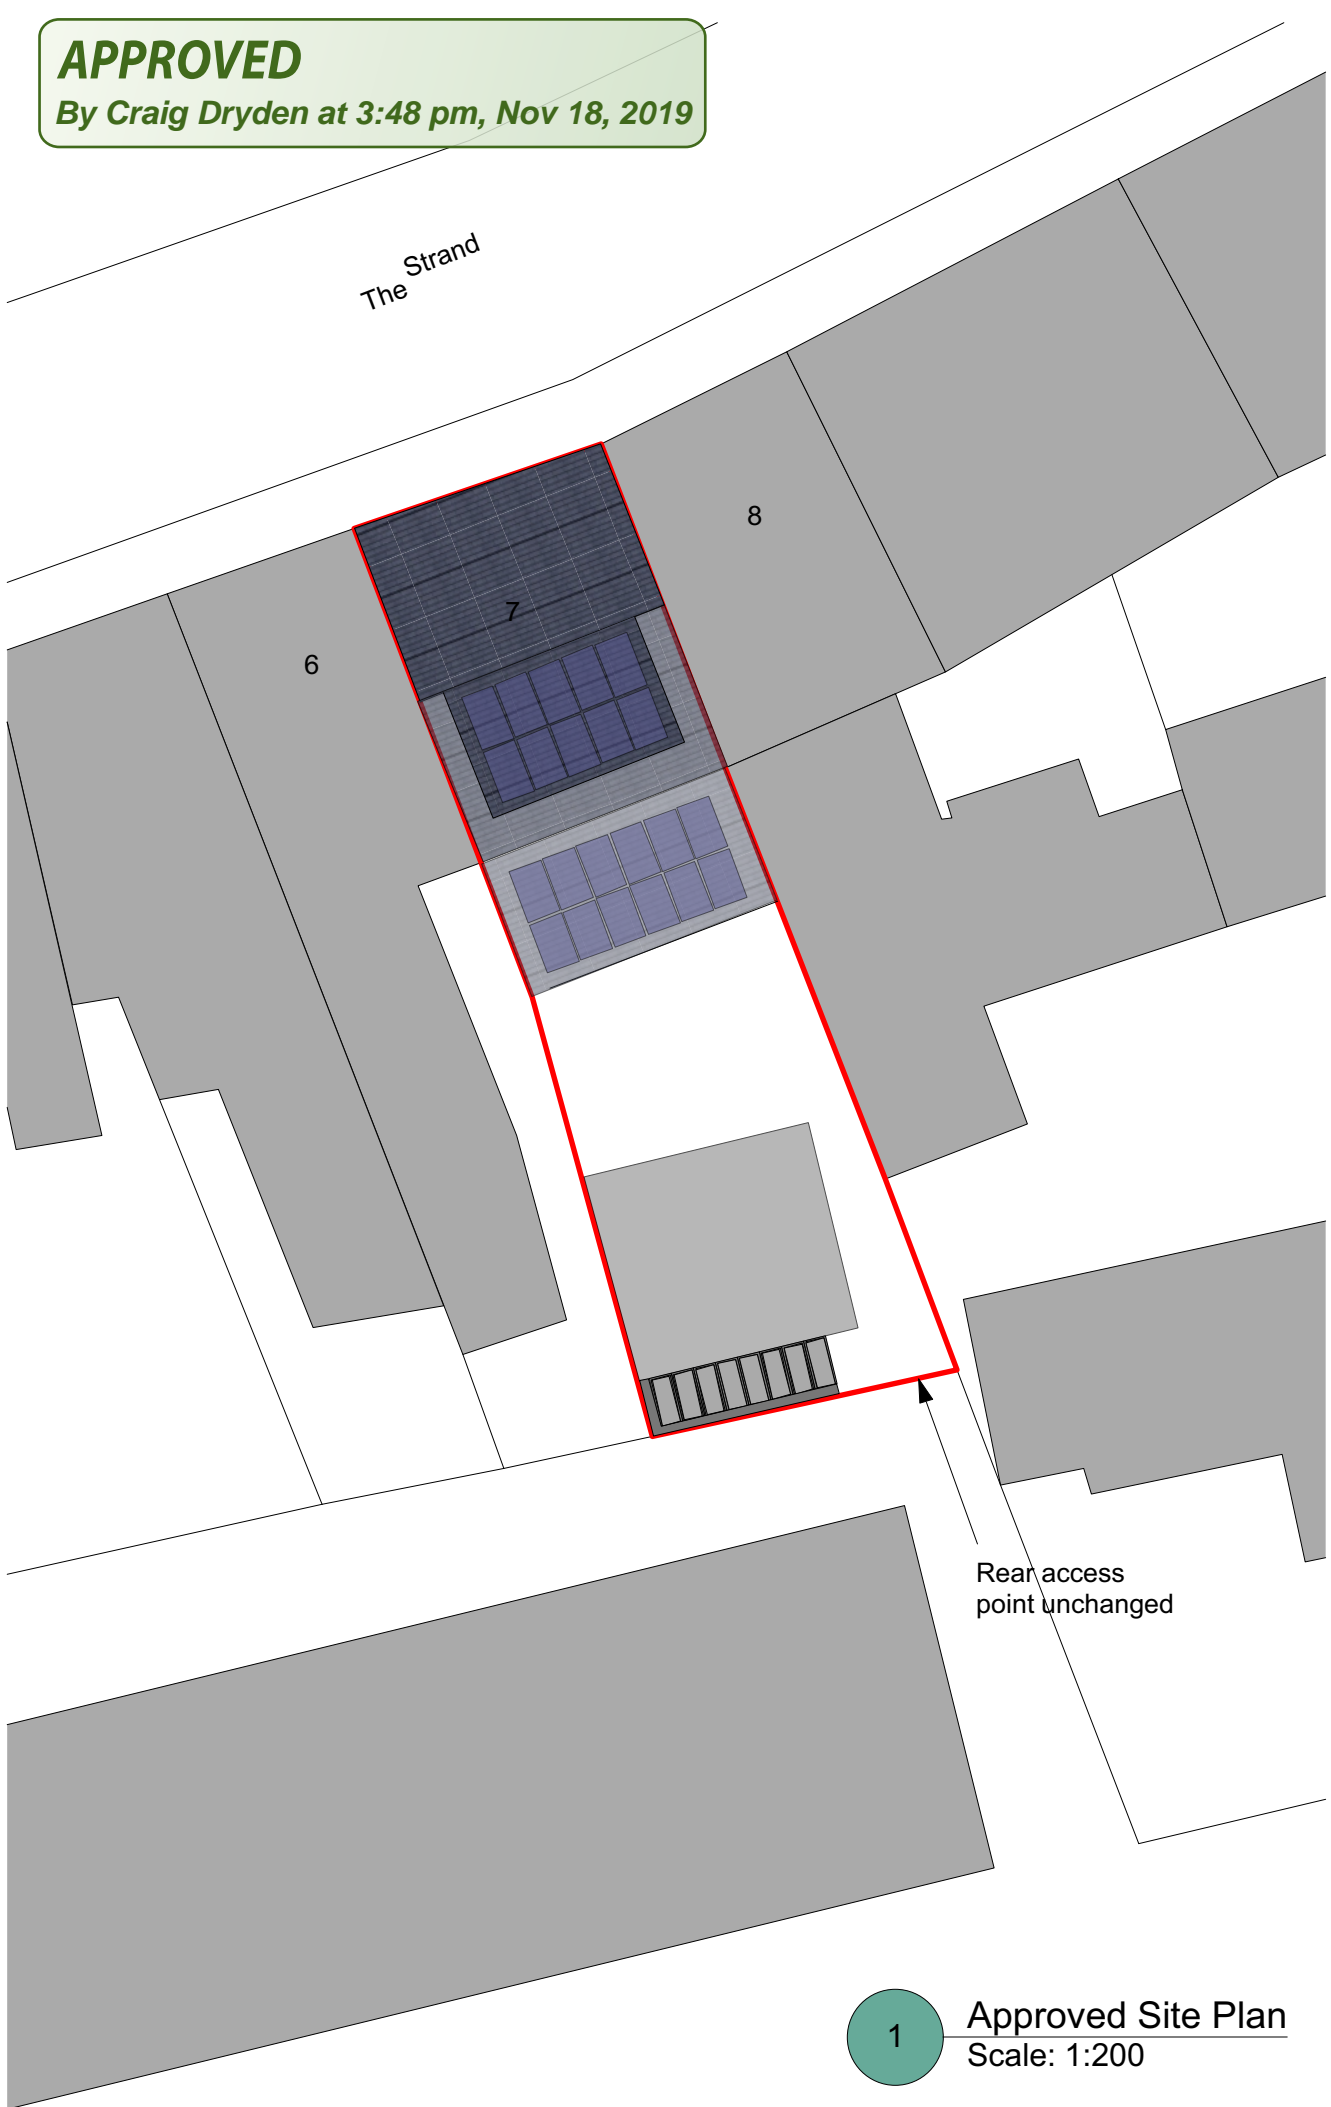 APPROVED
By Craig Dryden at 3:48 pm, Nov 18, 2019
The Strand
8
7
6
Rear access
point unchanged
1
Approved Site Plan
Scale: 1:200